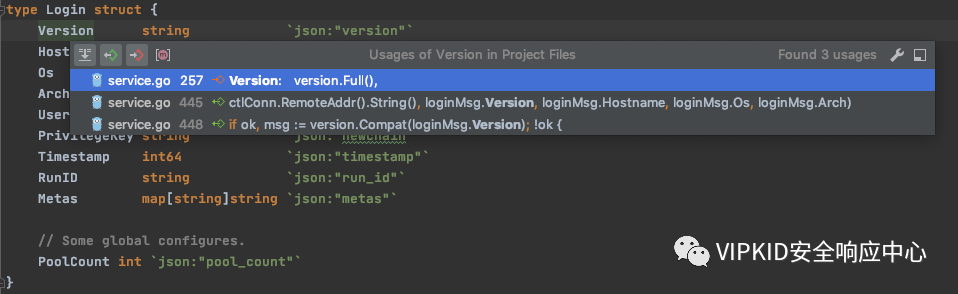 type Login struct {
Version string `json:"version"`
Host
Usages of Version in Project Files Found 3 usages
Os
service.go 257 Version: version.Full(),
Arch
service.go 445 ctlConn.RemoteAddr().String(), loginMsg.Version, loginMsg.Hostname, loginMsg.Os, loginMsg.Arch)
User
service.go 448 if ok, msg := version.Compat(loginMsg.Version); !ok {
PrivilegeKey string `json:"newchain"`
Timestamp int64 `json:"timestamp"`
RunID string `json:"run_id"`
Metas map[string]string `json:"metas"`
// Some global configures.
PoolCount int `json:"pool_count"`
}
VIPKID安全响应中心